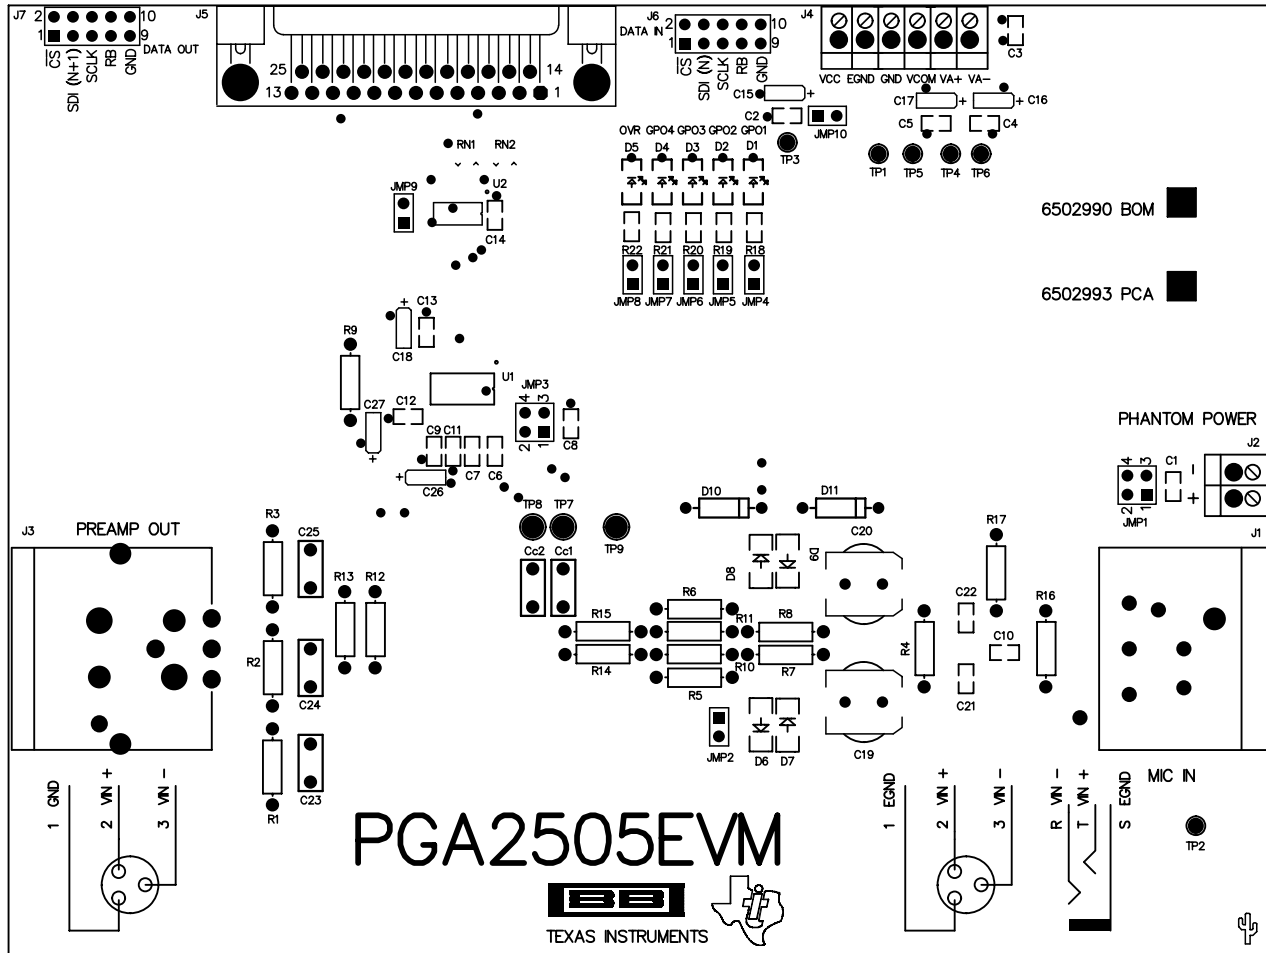 J7 2 10
1 9
CS
SDI (N+1)
SCLK
RB
GND
DATA OUT
J5
25 14
13 1
J6
DATA IN
2 10
1 9
CS
SDI (N)
SCLK
RB
GND
J4
VCC EGND GND VCOM VA+ VA-
C3
C15 +
C2
JMP10
TP3
C17 +
+ C16
C5
C4
TP1 TP5 TP4 TP6
OVR GPO4 GPO3 GPO2 GPO1
D5 D4 D3 D2 D1
R22 R21 R20 R19 R18
JMP8 JMP7 JMP6 JMP5 JMP4
RN1 RN2
U2
JMP9
C14
6502990 BOM
6502993 PCA
+
C13
C18
R9
U1
JMP3
4 3
2 1
C8
C27
+
C12
C9 C11
C7 C6
+
C26
PHANTOM POWER
J2
-
+
4 3
2 1
C1
JMP1
TP8 TP7
TP9
D10
D11
J3
PREAMP OUT
R3
C25
R13 R12
Cc2 Cc1
D8
D9
C20
R17
J1
R6
R15
R11
R8
R14
R10
R7
R5
R2
C24
R4
C22
C10
C21
R16
JMP2
D6 D7
C19
R1
C23
MIC IN
1 GND
2 VIN +
3 VIN -
PGA2505EVM
1 EGND
2 VIN +
3 VIN -
R VIN -
T VIN +
S EGND
TP2
BB
TEXAS INSTRUMENTS